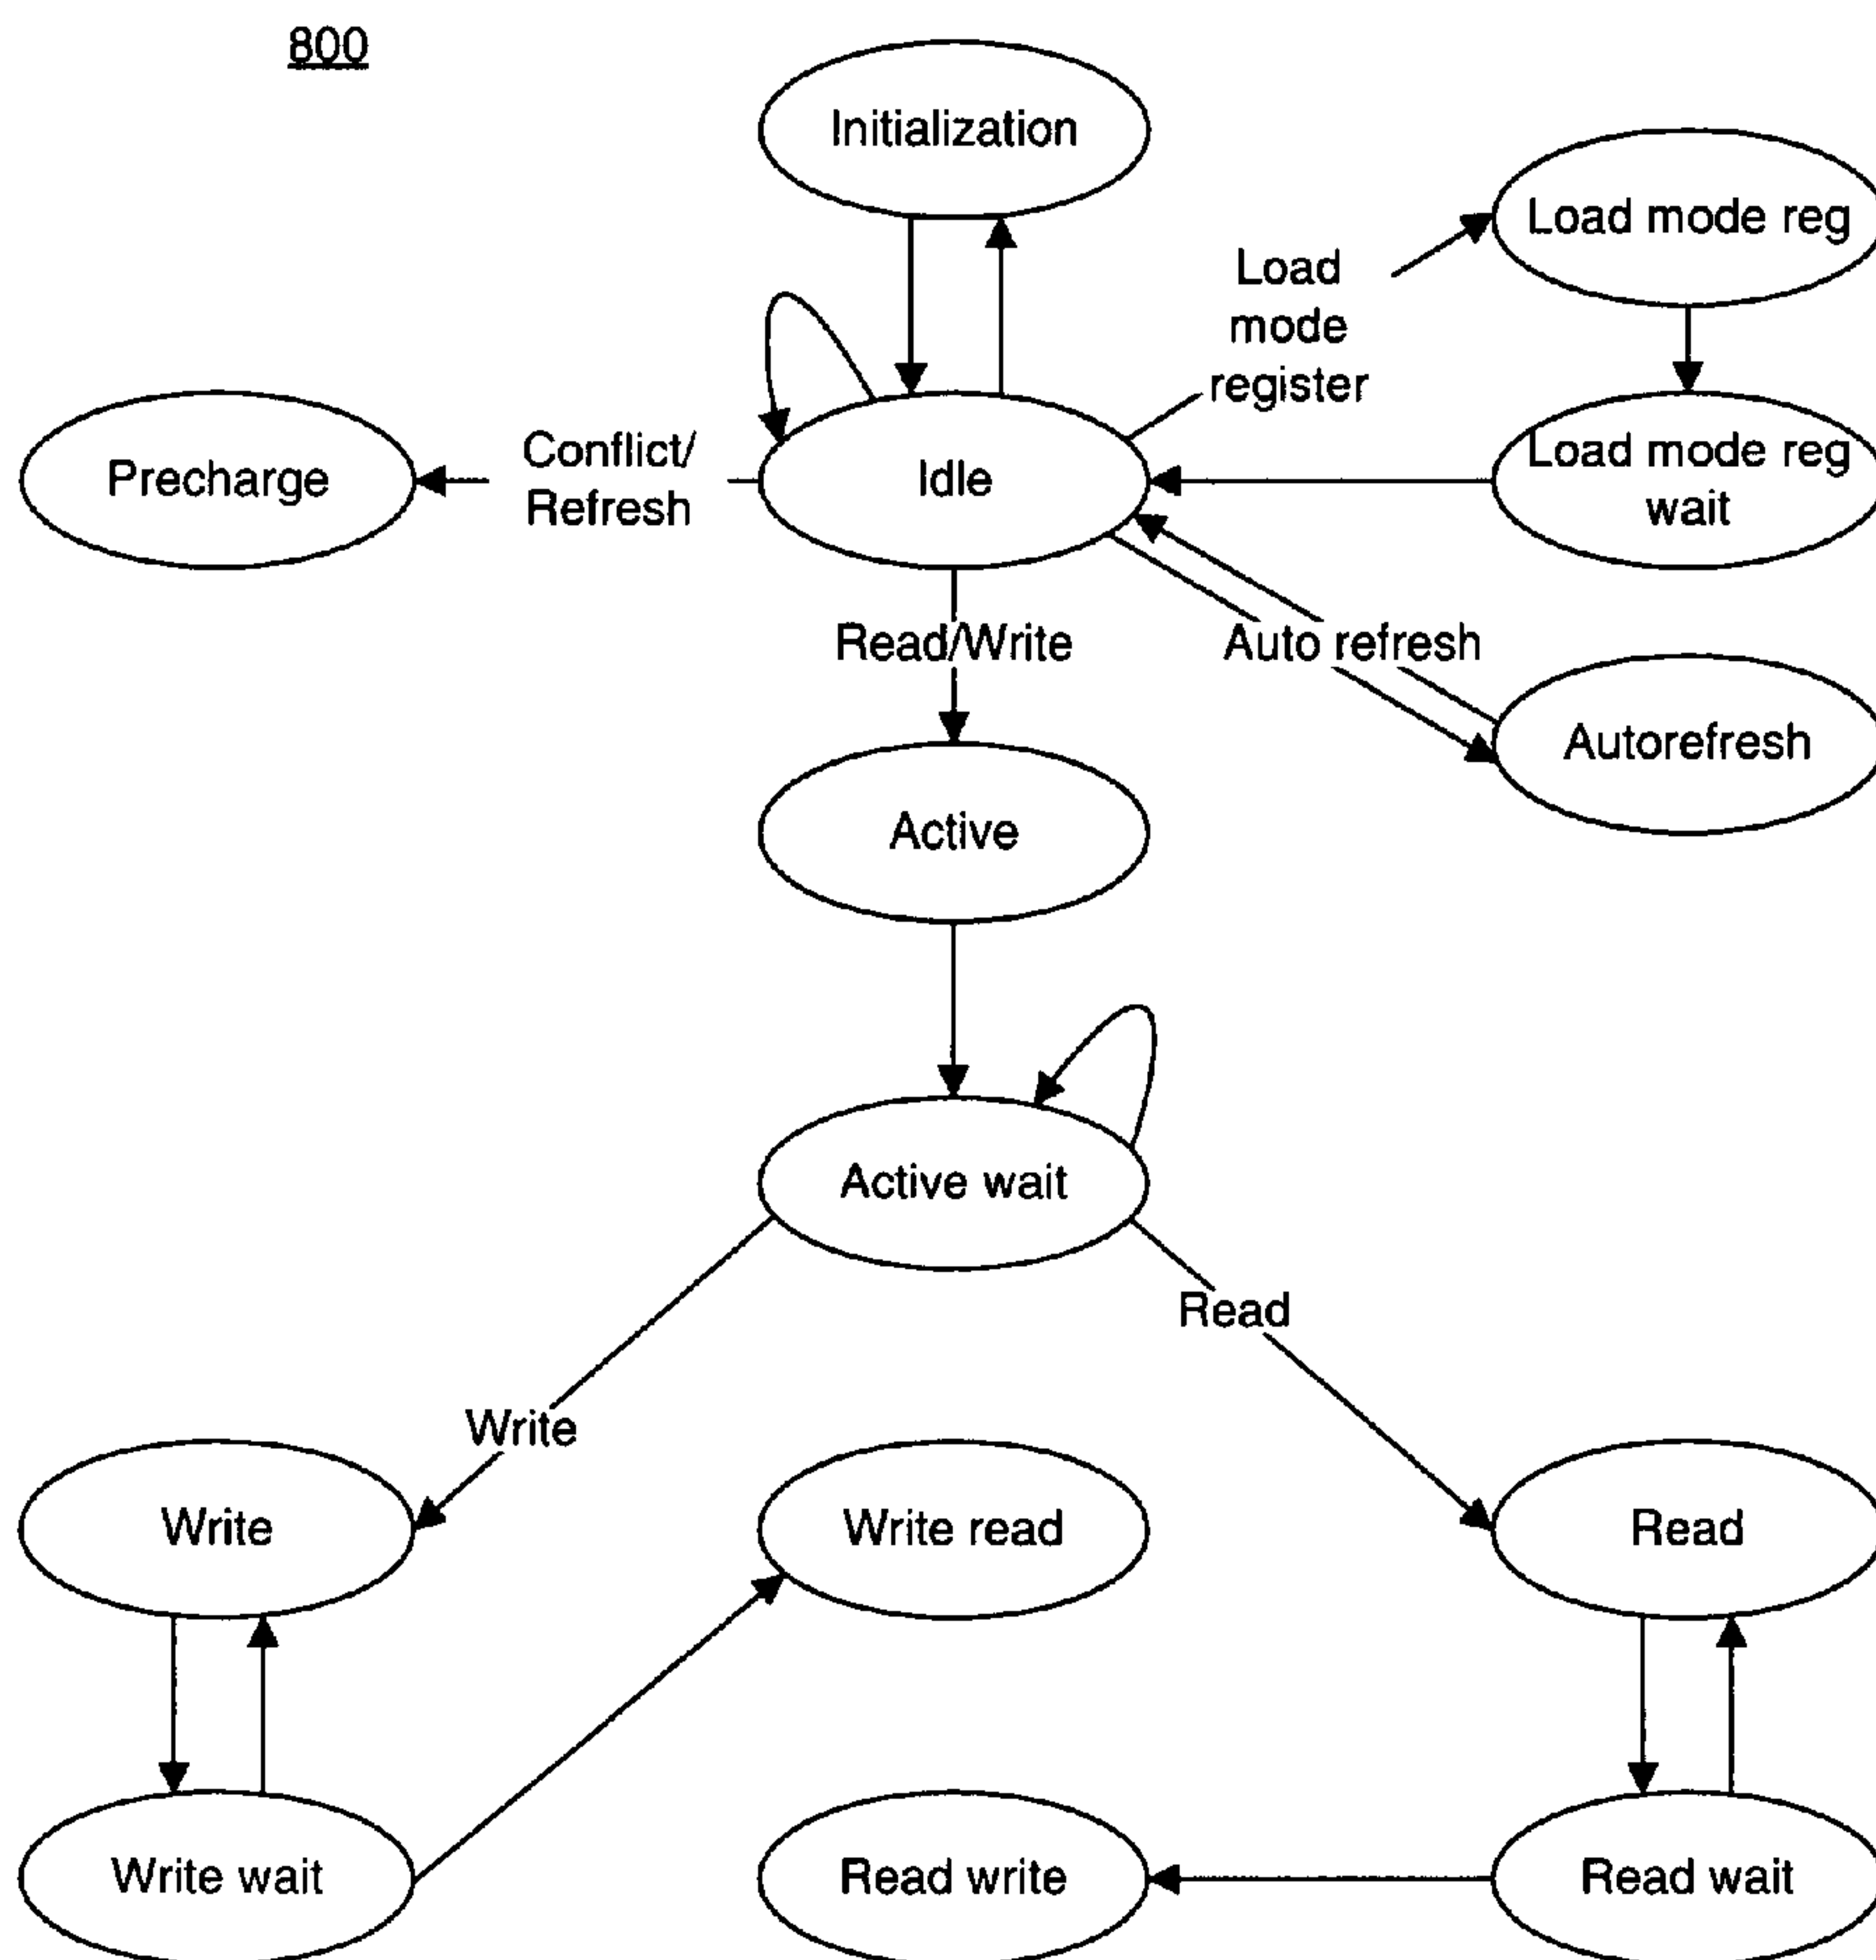 800
Initialization
Load mode reg
Load
mode
register
Precharge
Conflict/
Refresh
Idle
Load mode reg
wait
Read/Write
Auto refresh
Autorefresh
Active
Active wait
Read
Write
Write
Write read
Read
Write wait
Read write
Read wait